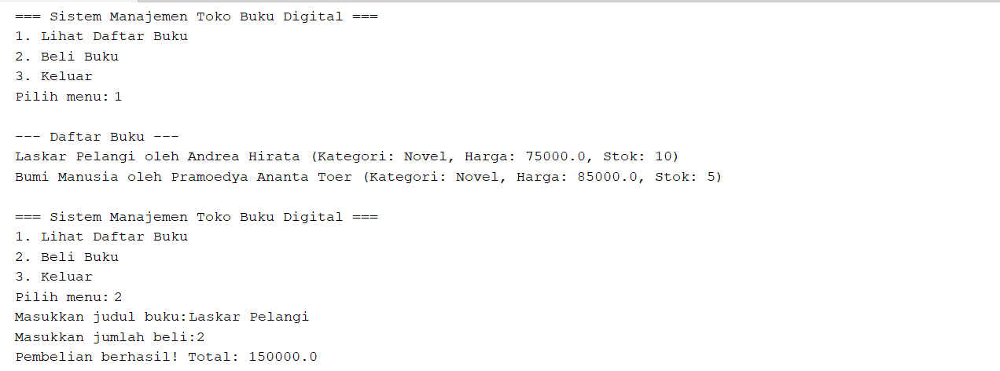 === Sistem Manajemen Toko Buku Digital ===
1. Lihat Daftar Buku
2. Beli Buku
3. Keluar
Pilih menu: 1
--- Daftar Buku ---
Laskar Pelangi oleh Andrea Hirata (Kategori: Novel, Harga: 75000.0, Stok: 10)
Bumi Manusia oleh Pramoedya Ananta Toer (Kategori: Novel, Harga: 85000.0, Stok: 5)
=== Sistem Manajemen Toko Buku Digital ===
1. Lihat Daftar Buku
2. Beli Buku
3. Keluar
Pilih menu: 2
Masukkan judul buku:Laskar Pelangi
Masukkan jumlah beli:2
Pembelian berhasil! Total: 150000.0